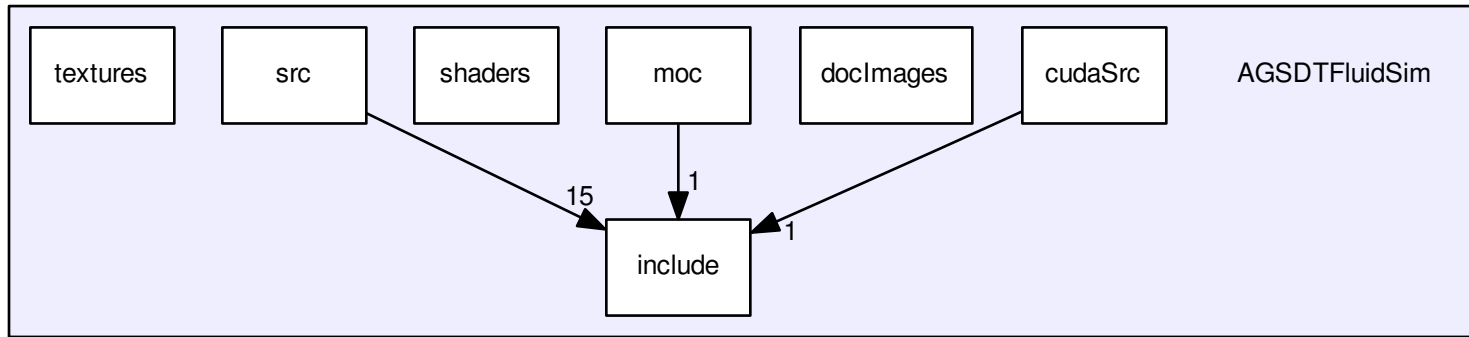 textures
src
shaders
moc
docImages
cudaSrc
AGSDTFluidSim
15
1
1
include